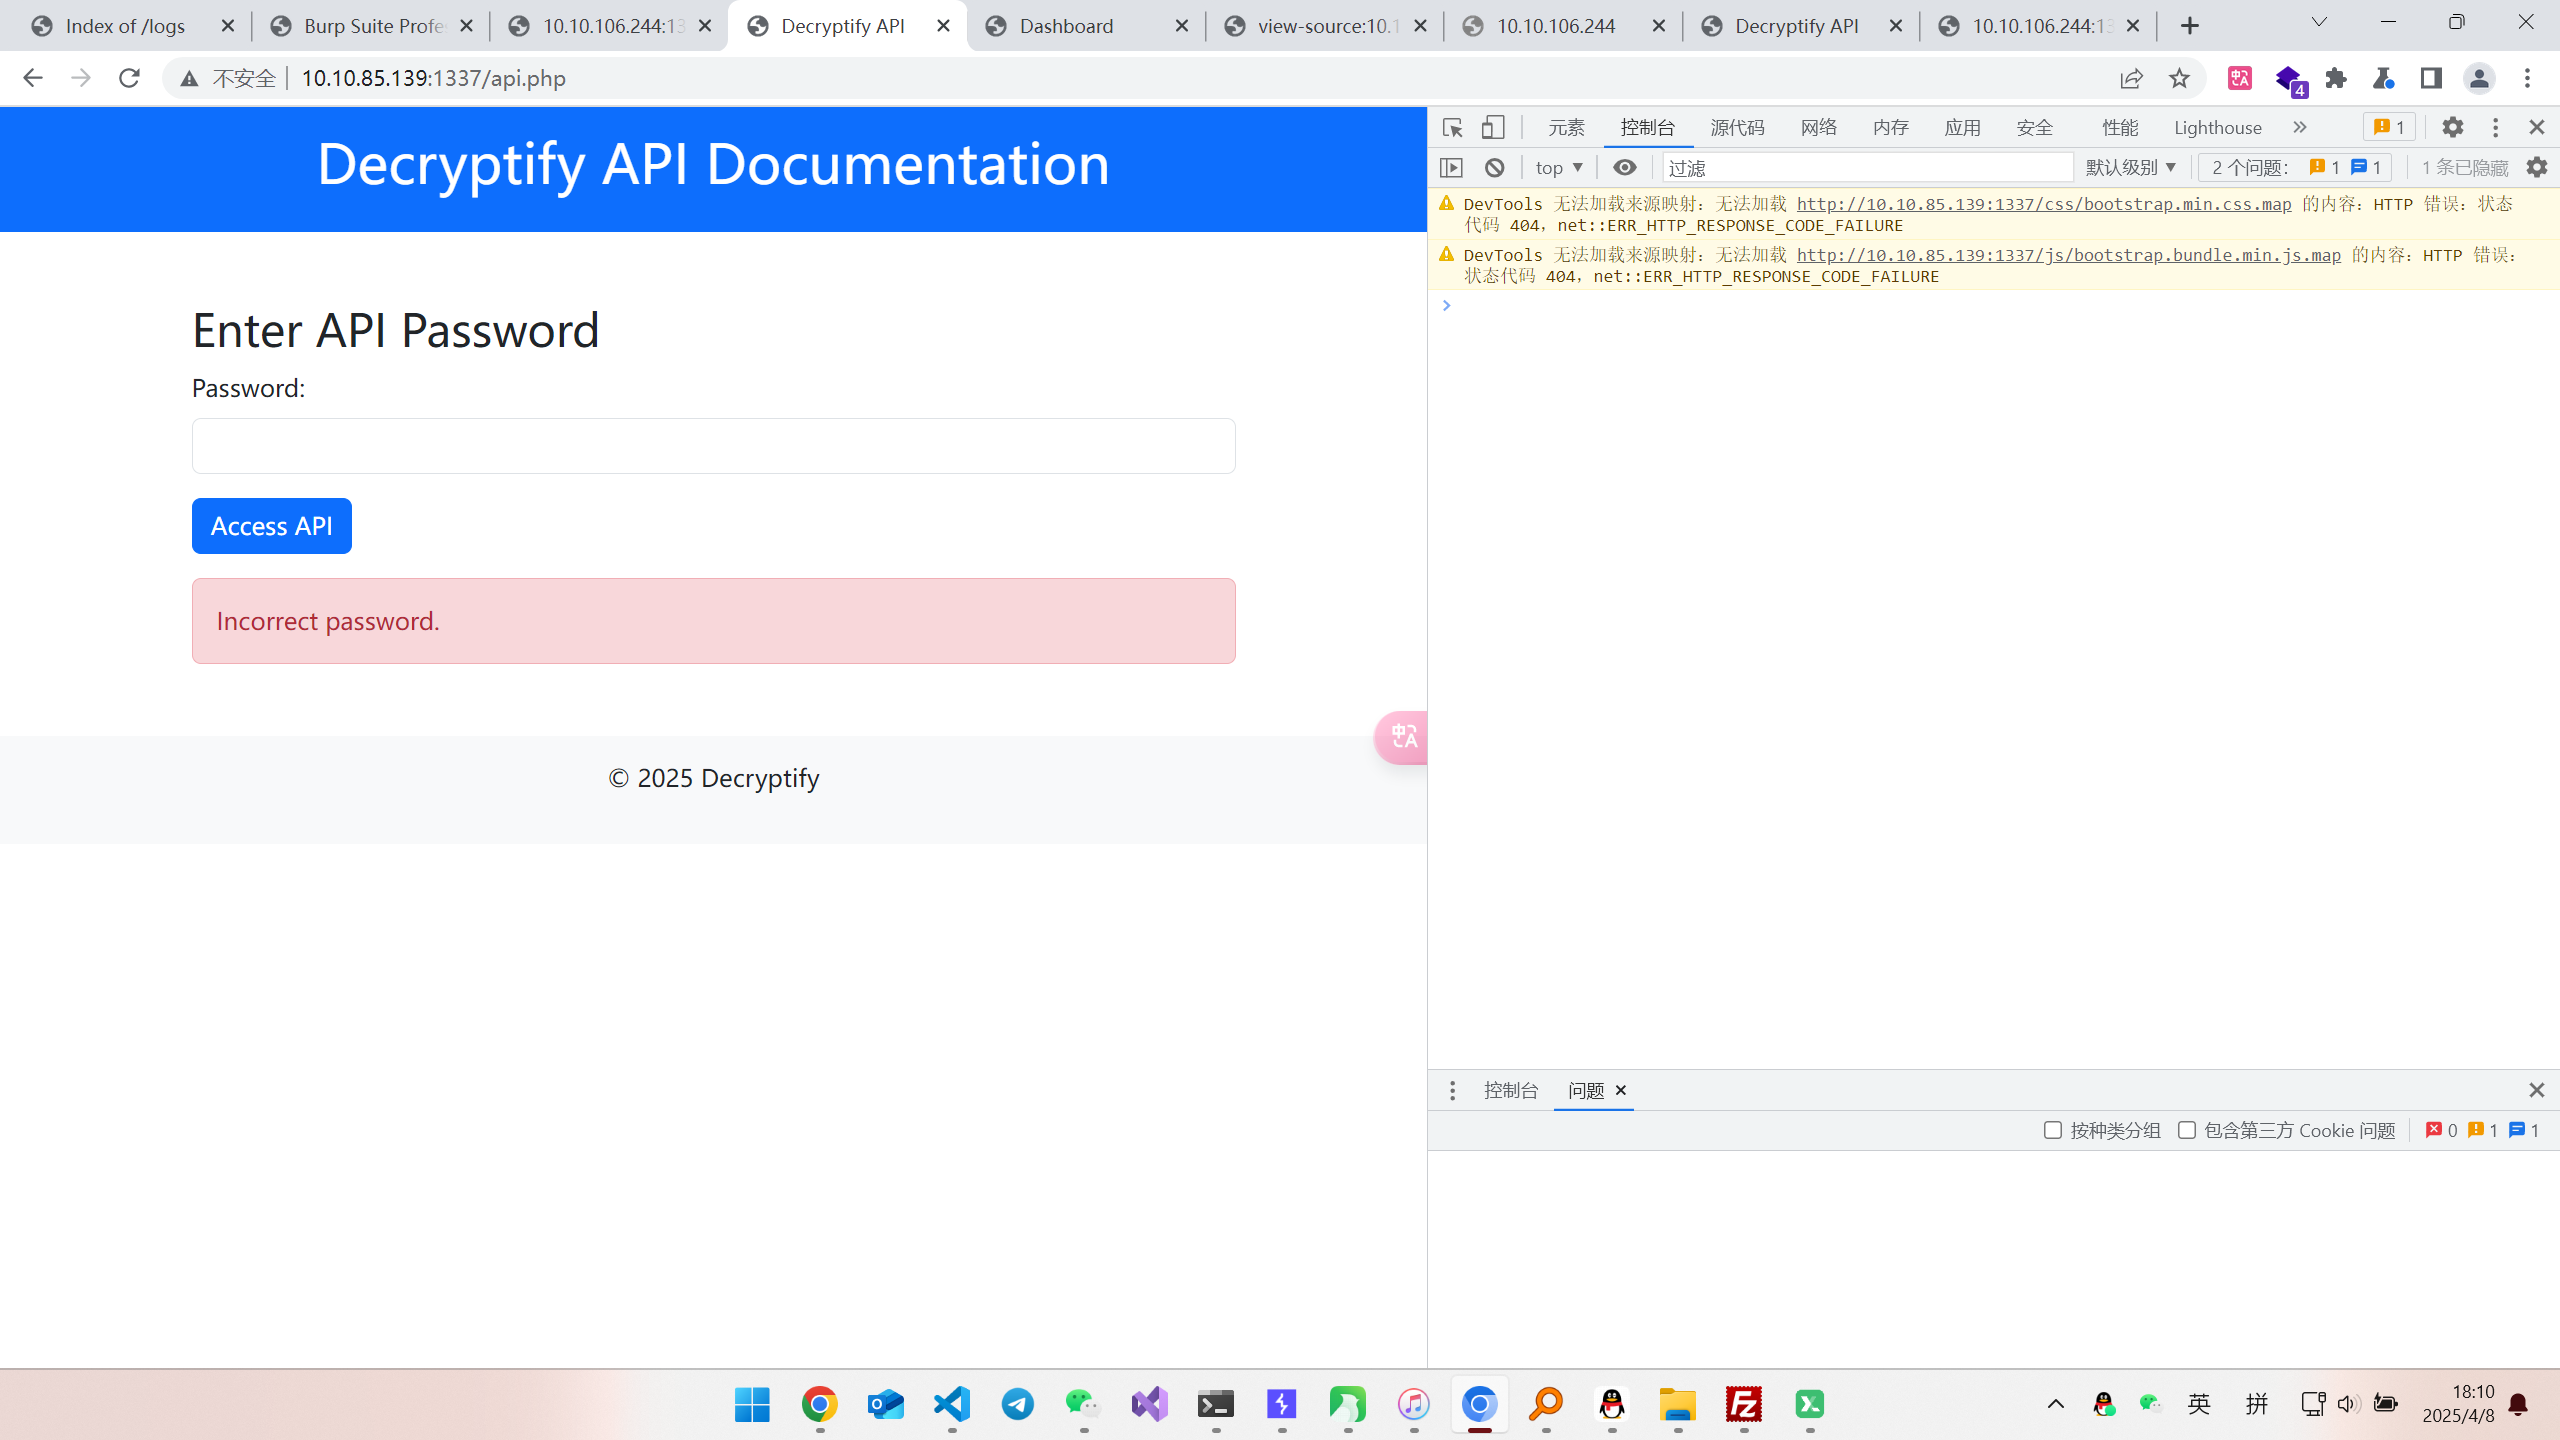 Index of /logs
Burp Suite Profes
10.10.106.244:13
Decryptify API
Dashboard
view-source:10.1
10.10.106.244
Decryptify API
10.10.106.244:13
不安全
10.10.85.139:1337/api.php
4
Decryptify API Documentation
Enter API Password
Password:
Access API
Incorrect password.
© 2025 Decryptify
元素
控制台
源代码
网络
内存
应用
安全
性能
Lighthouse
1
top
过滤
默认级别
2 个问题:
1
1
1 条已隐藏
DevTools 无法加载来源映射: 无法加载 http://10.10.85.139:1337/css/bootstrap.min.css.map 的内容: HTTP 错误: 状态
代码 404, net::ERR_HTTP_RESPONSE_CODE_FAILURE
DevTools 无法加载来源映射: 无法加载 http://10.10.85.139:1337/js/bootstrap.bundle.min.js.map 的内容: HTTP 错误:
状态代码 404, net::ERR_HTTP_RESPONSE_CODE_FAILURE
中A
控制台
问题
按种类分组
包含第三方 Cookie 问题
0
1
1
英
拼
18:10
2025/4/8